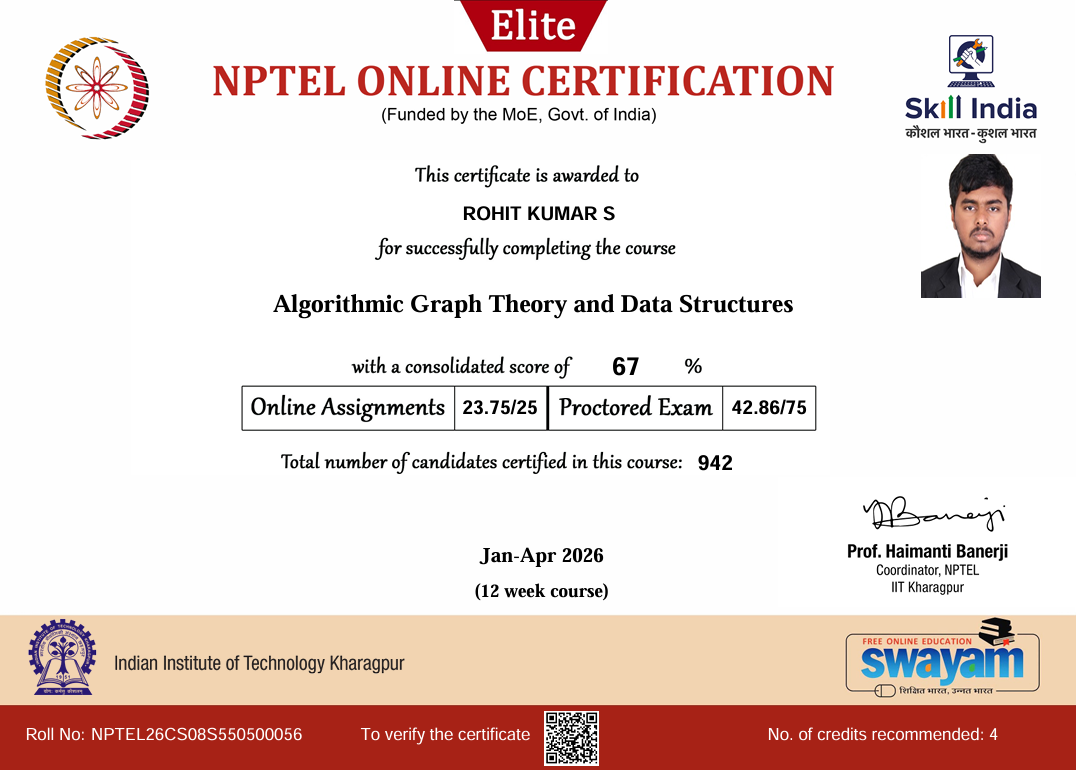 Elite
NPTEL ONLINE CERTIFICATION
(Funded by the MoE, Govt. of India)
Skill India
कौशल भारत - कुशल भारत
This certificate is awarded to
ROHIT KUMAR S
for successfully completing the course
Algorithmic Graph Theory and Data Structures
with a consolidated score of 67 %
Online Assignments 23.75/25 Proctored Exam 42.86/75
Total number of candidates certified in this course: 942
Prof. Haimanti Banerji
Coordinator, NPTEL
IIT Kharagpur
Jan-Apr 2026
(12 week course)
Indian Institute of Technology Kharagpur
FREE ONLINE EDUCATION
swayam
शिक्षित भारत, उन्नत भारत
Roll No: NPTEL26CS08S550500056 To verify the certificate No. of credits recommended: 4